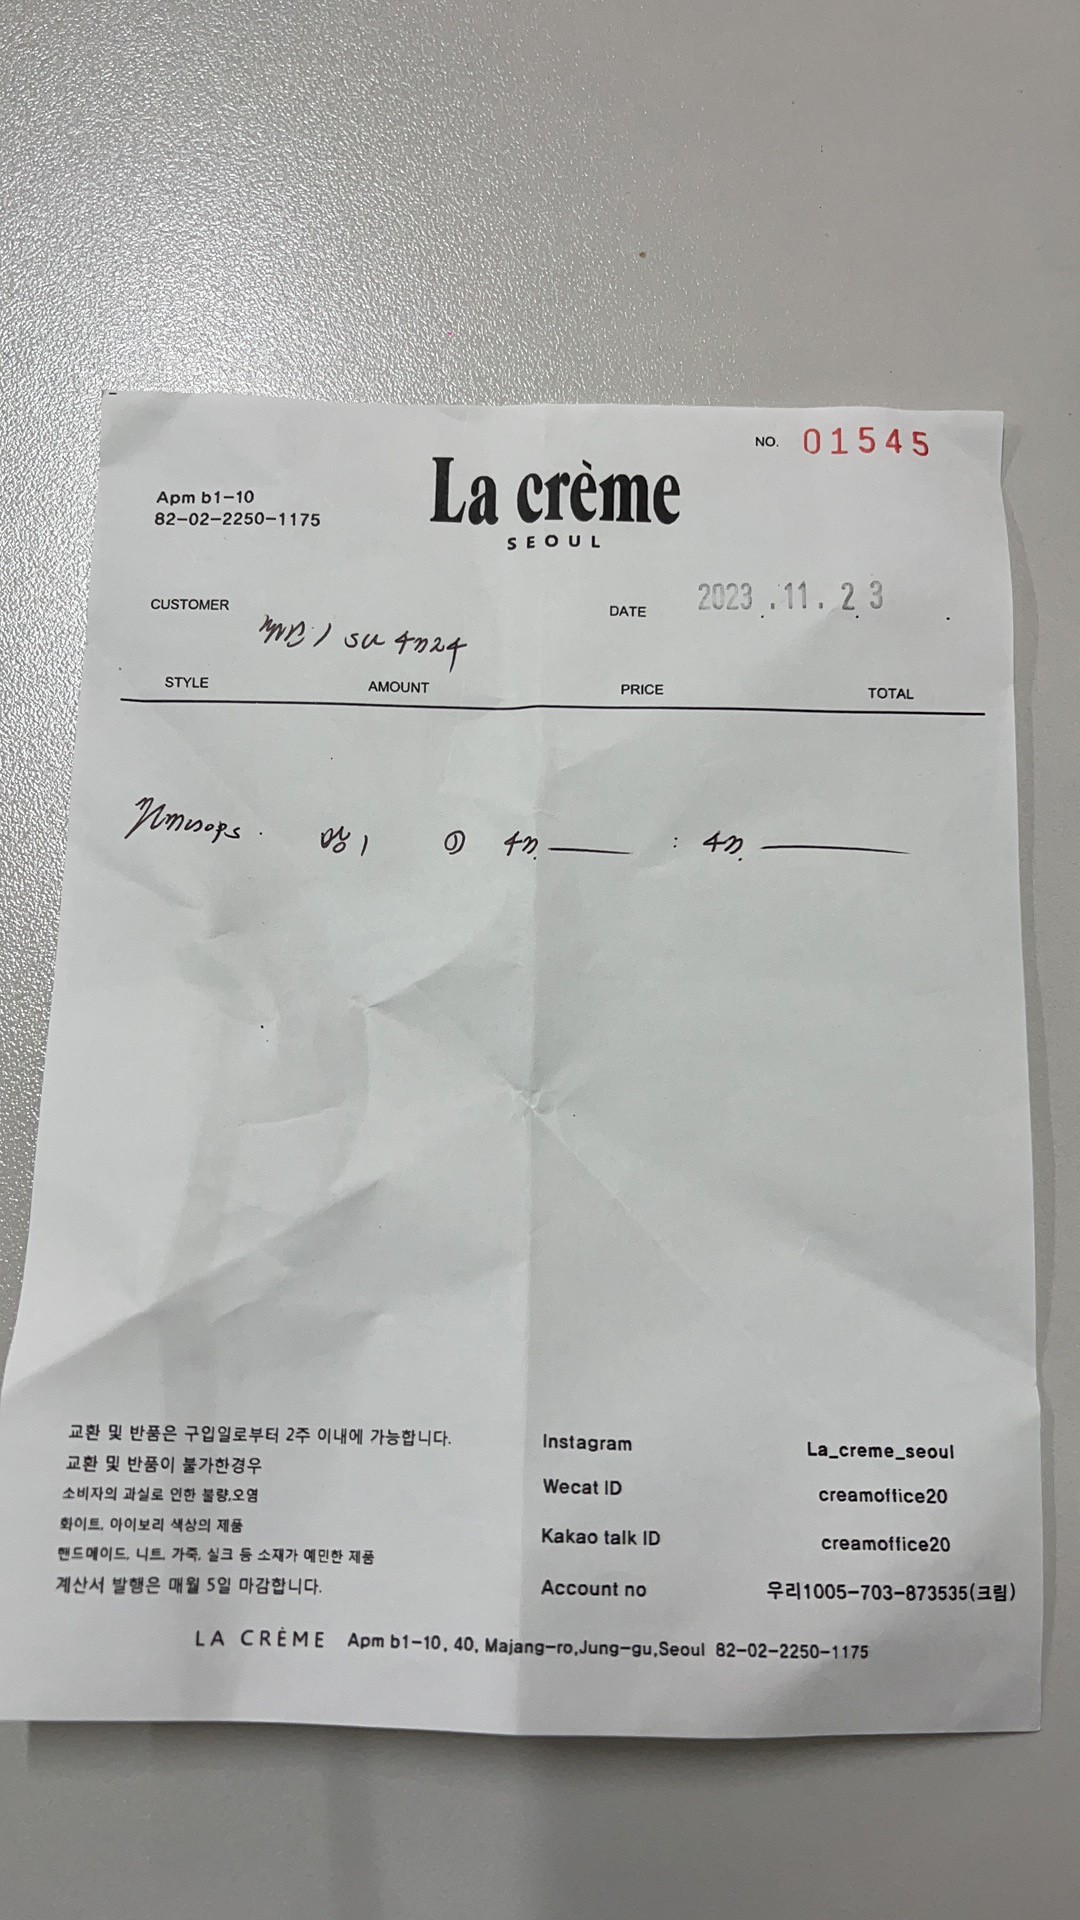 NO. 01545
Apm b1-10
82-02-2250-1175
La crème
SEOUL
CUSTOMER
DATE 2023.11.23
STYLE AMOUNT PRICE TOTAL
교환 및 반품은 구입일로부터 2주 이내에 가능합니다.
교환 및 반품이 불가한경우
소비자의 과실로 인한 불량,오염
화이트, 아이보리 색상의 제품
핸드메이드, 니트, 가죽, 실크 등 소재가 예민한 제품
계산서 발행은 매월 5일 마감합니다.
Instagram La_creme_seoul
Wecat ID creamoffice20
Kakao talk ID creamoffice20
Account no 우리1005-703-873535(크림)
LA CRÈME Apm b1-10, 40, Majang-ro,Jung-gu,Seoul 82-02-2250-1175